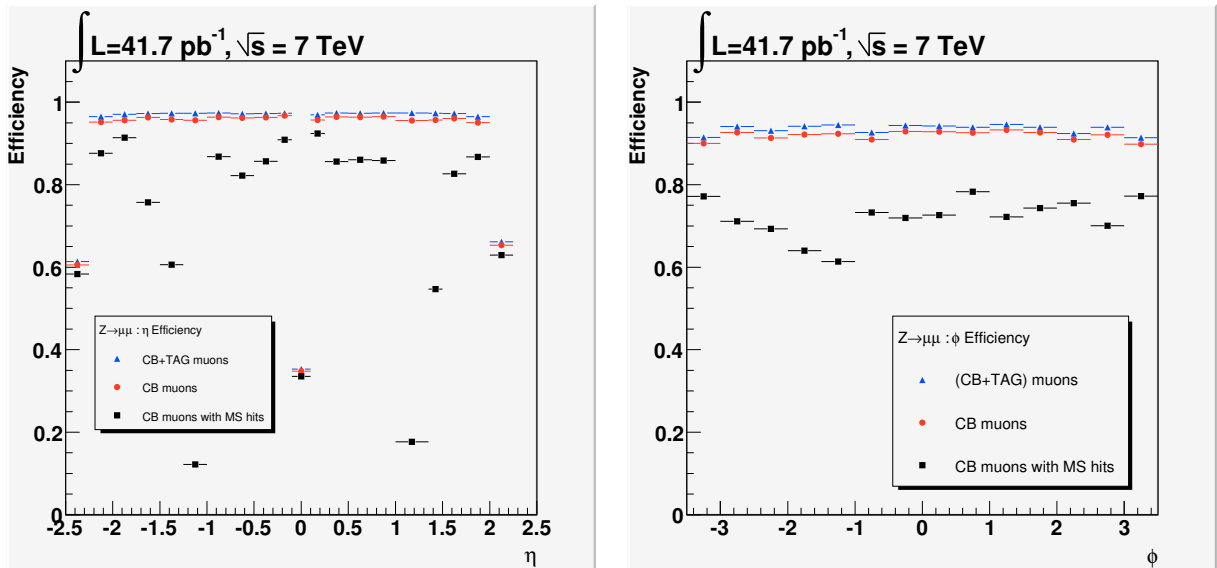 ∫ L=41.7 pb⁻¹, √s = 7 TeV
Efficiency
1
0.8
0.6
0.4
0.2
0
Z→μμ : η Efficiency
CB+TAG muons
CB muons
CB muons with MS hits
-2.5 -2 -1.5 -1 -0.5 0 0.5 1 1.5 2 2.5
η
∫ L=41.7 pb⁻¹, √s = 7 TeV
Efficiency
1
0.8
0.6
0.4
0.2
0
Z→μμ : ϕ Efficiency
(CB+TAG) muons
CB muons
CB muons with MS hits
-3 -2 -1 0 1 2 3
ϕ